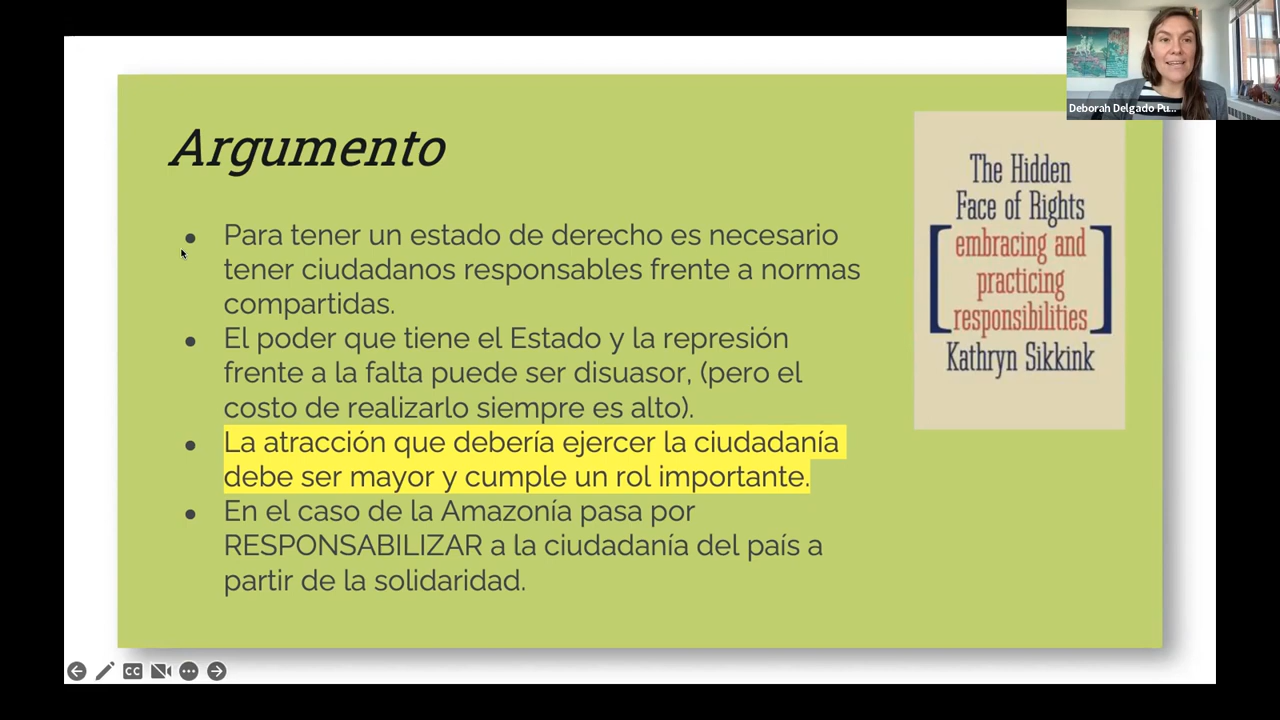 Deborah Delgado Pu...
Argumento
Para tener un estado de derecho es necesario
tener ciudadanos responsables frente a normas
compartidas.
El poder que tiene el Estado y la represión
frente a la falta puede ser disuasor, (pero el
costo de realizarlo siempre es alto).
La atracción que debería ejercer la ciudadanía
debe ser mayor y cumple un rol importante.
En el caso de la Amazonía pasa por
RESPONSABILIZAR a la ciudadanía del país a
partir de la solidaridad.
The Hidden
Face of Rights
embracing and
practicing
responsibilities
Kathryn Sikkink
CC